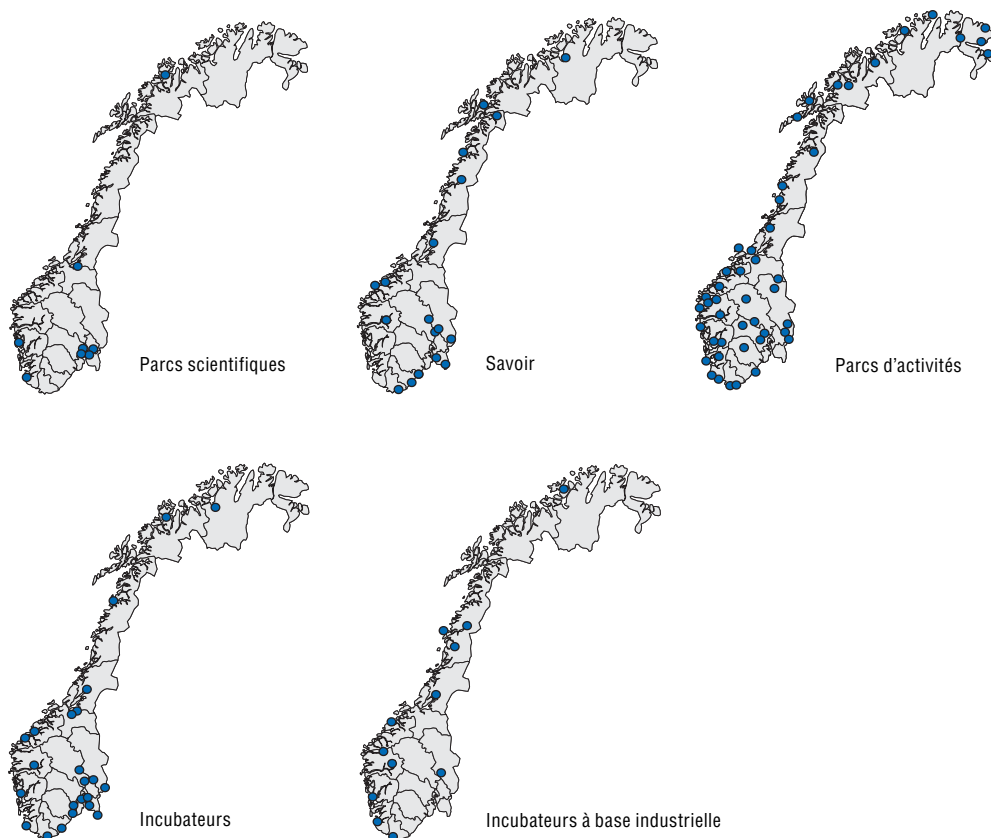 Parcs scientifiques
Savoir
Parcs d'activités
Incubateurs
Incubateurs à base industrielle